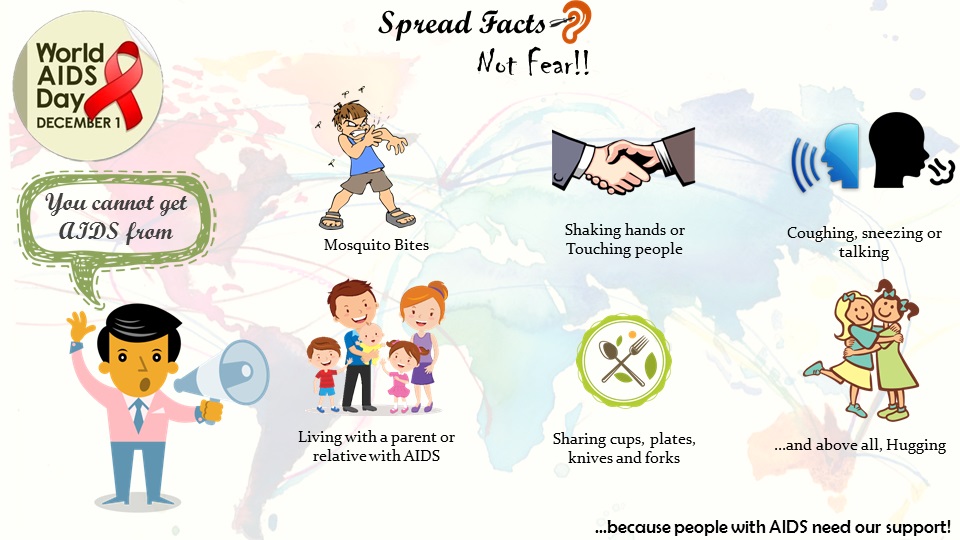 World
AIDS
Day
DECEMBER 1
Spread Facts
Not Fear!!
You cannot get
AIDS from
Mosquito Bites
Shaking hands or
Touching people
Coughing, sneezing or
talking
Living with a parent or
relative with AIDS
Sharing cups, plates,
knives and forks
...and above all, Hugging
...because people with AIDS need our support!